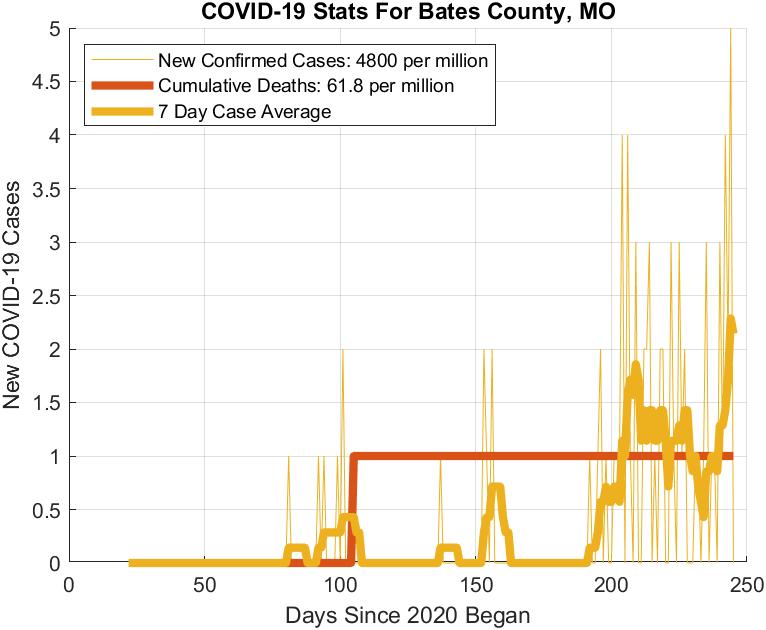 COVID-19 Stats For Bates County, MO
New Confirmed Cases: 4800 per million
Cumulative Deaths: 61.8 per million
7 Day Case Average
New COVID-19 Cases
5
4.5
4
3.5
3
2.5
2
1.5
1
0.5
0
0 50 100 150 200 250
Days Since 2020 Began